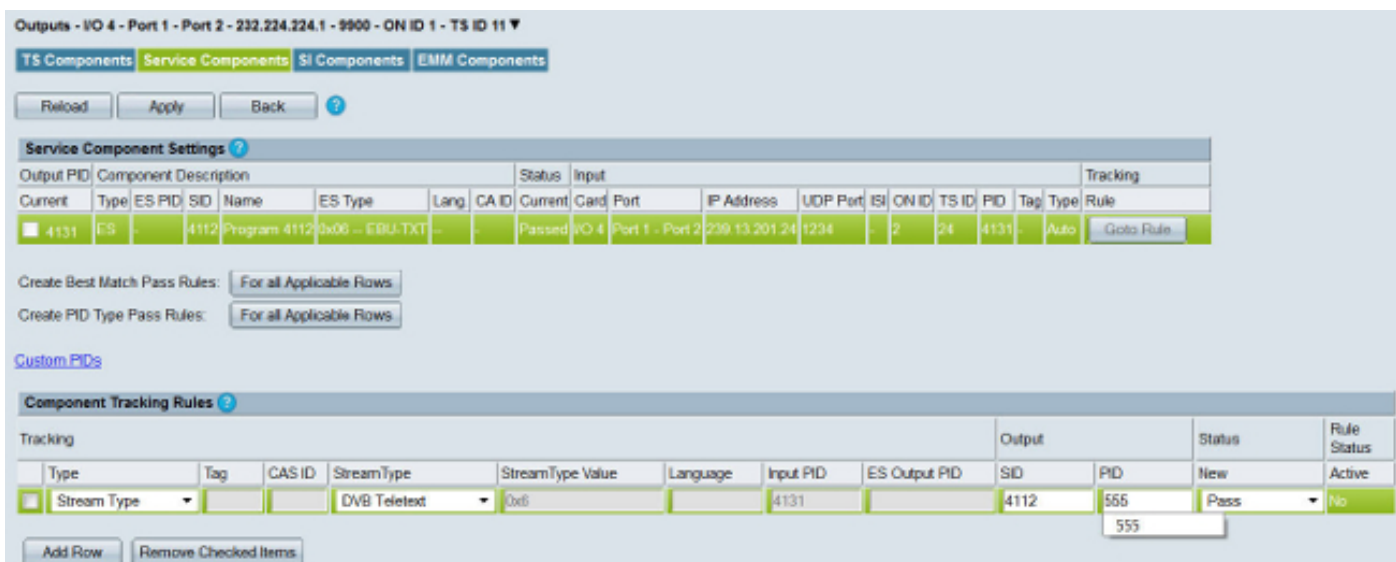 Outputs - I/O 4 - Port 1 - Port 2 - 232.224.224.1 - 9900 - ON ID 1 - TS ID 11 ▼
TS Components Service Components SI Components EMM Components
Reload Apply Back ?
Service Component Settings ?
Output PID Component Description Status Input Tracking
Current Type ES PID SID Name ES Type Lang. CA ID Current Card Port IP Address UDP Port ISI ON ID TS ID PID Tag Type Rule
4131 ES - 4112 Program 4112 0x06 -- EBU-TXT -- - Passed I/O 4 Port 1 - Port 2 239.13.201.24 1234 - 2 24 4131 - Auto Goto Rule
Create Best Match Pass Rules: For all Applicable Rows
Create PID Type Pass Rules: For all Applicable Rows
Custom PIDs
Component Tracking Rules ?
Tracking Output Status Rule Status
Type Tag CAS ID StreamType StreamType Value Language Input PID ES Output PID SID PID New Active
Stream Type DVB Teletext 0x6 4131 4112 555 Pass No
555
Add Row Remove Checked Items